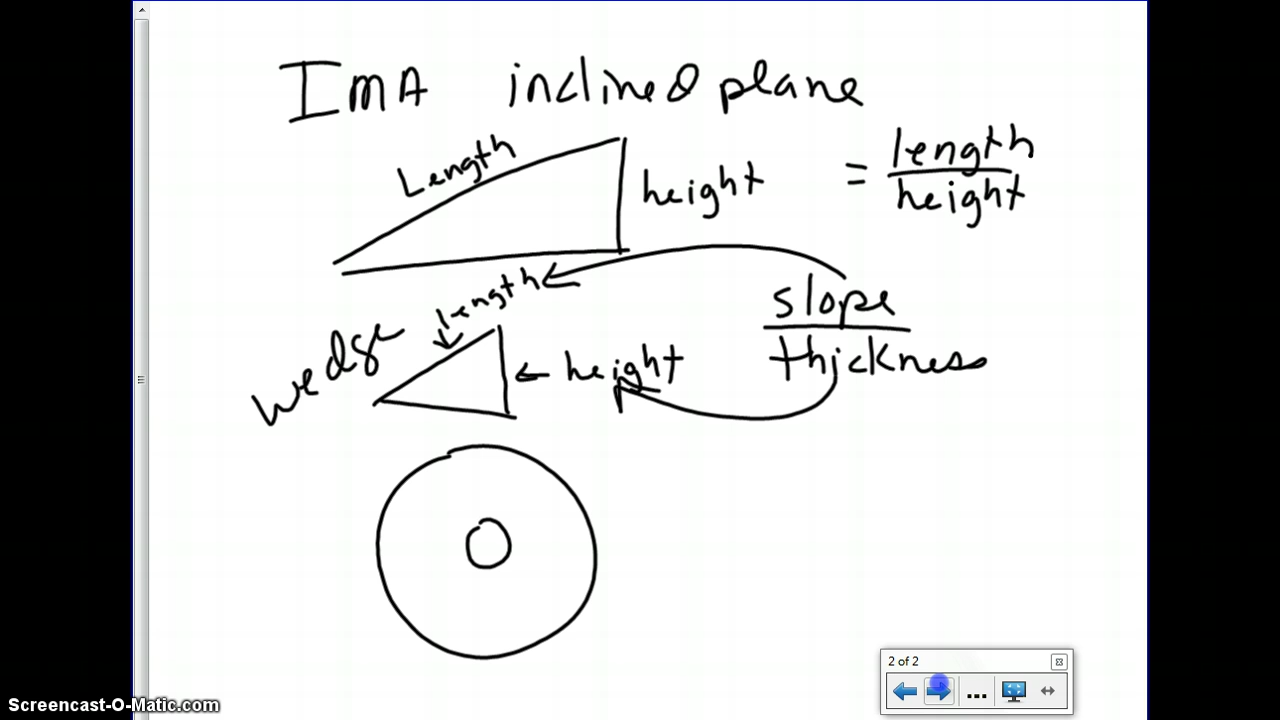 IMA inclined plane
Length
height
= length
height
length
slope
thickness
wedge
height
2 of 2
...
Screencast-O-Matic.com